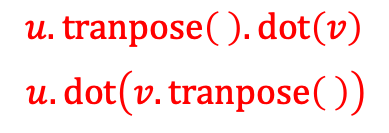 u. tranpose( ). dot(v)
u. dot(v. tranpose( ))